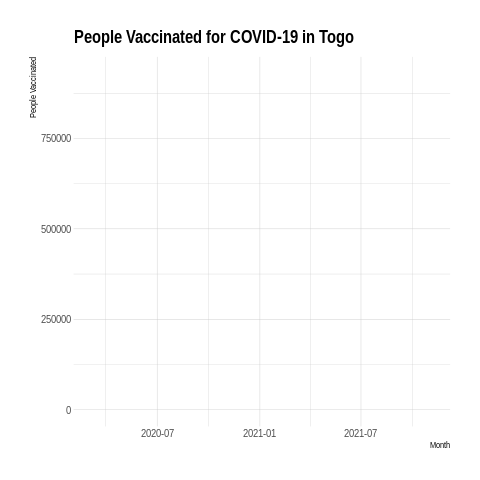 People Vaccinated for COVID-19 in Togo
People Vaccinated
750000
500000
250000
0
2020-07 2021-01 2021-07
Month